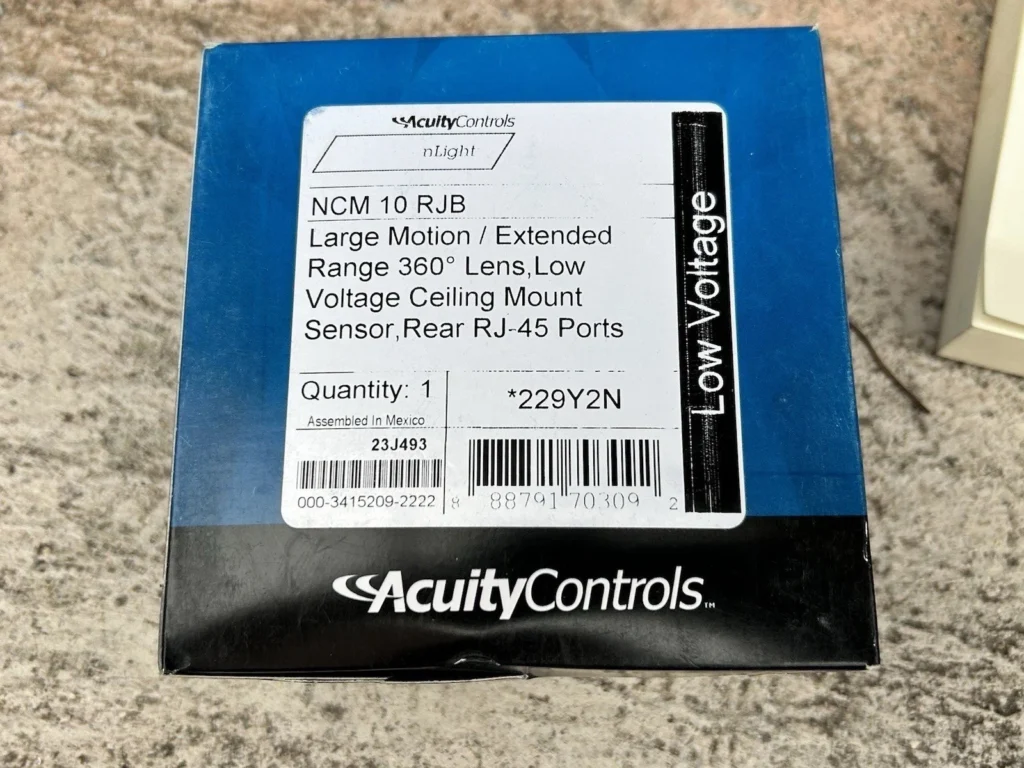 AcuityControls
nLight
NCM 10 RJB
Large Motion / Extended
Range 360° Lens,Low
Voltage Ceiling Mount
Sensor,Rear RJ-45 Ports
Quantity: 1
Assembled In Mexico
23J493
000-3415209-2222
*229Y2N
8 88791 70309 2
Low Voltage
AcuityControls™